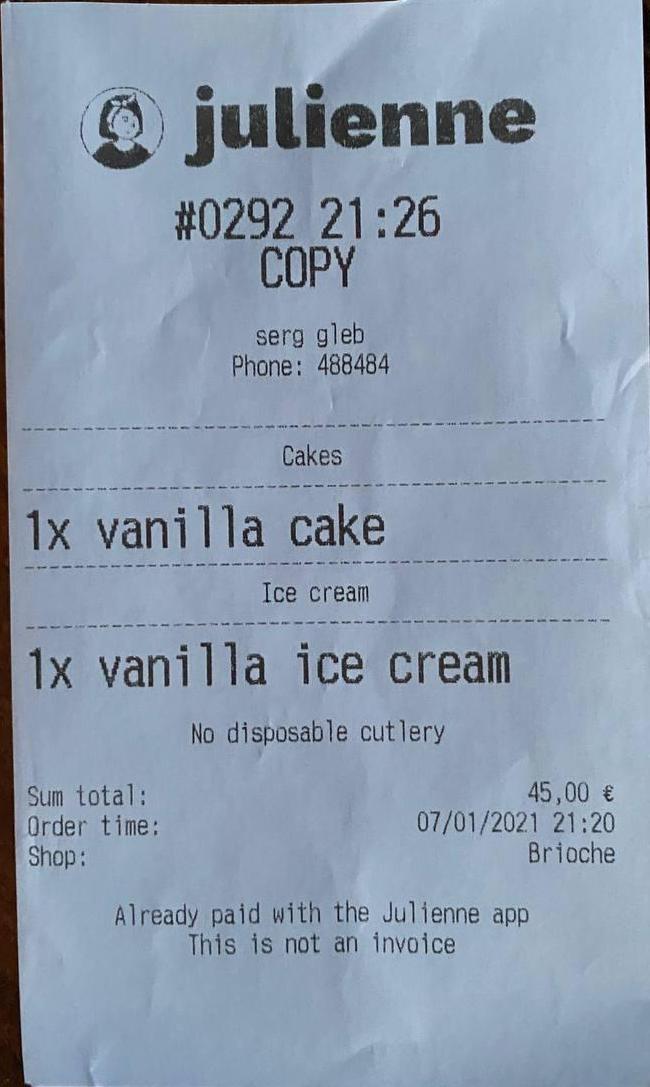 julienne
#0292 21:26
COPY
serg gleb
Phone: 488484
Cakes
1x vanilla cake
Ice cream
1x vanilla ice cream
No disposable cutlery
Sum total: 45,00 €
Order time: 07/01/2021 21:20
Shop: Brioche
Already paid with the Julienne app
This is not an invoice